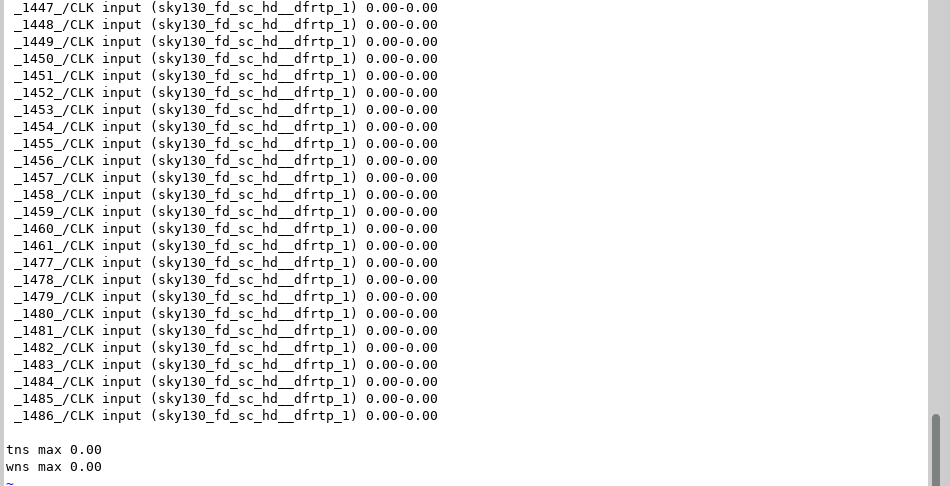 _1447_/CLK input (sky130_fd_sc_hd__dfrtp_1) 0.00-0.00
_1448_/CLK input (sky130_fd_sc_hd__dfrtp_1) 0.00-0.00
_1449_/CLK input (sky130_fd_sc_hd__dfrtp_1) 0.00-0.00
_1450_/CLK input (sky130_fd_sc_hd__dfrtp_1) 0.00-0.00
_1451_/CLK input (sky130_fd_sc_hd__dfrtp_1) 0.00-0.00
_1452_/CLK input (sky130_fd_sc_hd__dfrtp_1) 0.00-0.00
_1453_/CLK input (sky130_fd_sc_hd__dfrtp_1) 0.00-0.00
_1454_/CLK input (sky130_fd_sc_hd__dfrtp_1) 0.00-0.00
_1455_/CLK input (sky130_fd_sc_hd__dfrtp_1) 0.00-0.00
_1456_/CLK input (sky130_fd_sc_hd__dfrtp_1) 0.00-0.00
_1457_/CLK input (sky130_fd_sc_hd__dfrtp_1) 0.00-0.00
_1458_/CLK input (sky130_fd_sc_hd__dfrtp_1) 0.00-0.00
_1459_/CLK input (sky130_fd_sc_hd__dfrtp_1) 0.00-0.00
_1460_/CLK input (sky130_fd_sc_hd__dfrtp_1) 0.00-0.00
_1461_/CLK input (sky130_fd_sc_hd__dfrtp_1) 0.00-0.00
_1477_/CLK input (sky130_fd_sc_hd__dfrtp_1) 0.00-0.00
_1478_/CLK input (sky130_fd_sc_hd__dfrtp_1) 0.00-0.00
_1479_/CLK input (sky130_fd_sc_hd__dfrtp_1) 0.00-0.00
_1480_/CLK input (sky130_fd_sc_hd__dfrtp_1) 0.00-0.00
_1481_/CLK input (sky130_fd_sc_hd__dfrtp_1) 0.00-0.00
_1482_/CLK input (sky130_fd_sc_hd__dfrtp_1) 0.00-0.00
_1483_/CLK input (sky130_fd_sc_hd__dfrtp_1) 0.00-0.00
_1484_/CLK input (sky130_fd_sc_hd__dfrtp_1) 0.00-0.00
_1485_/CLK input (sky130_fd_sc_hd__dfrtp_1) 0.00-0.00
_1486_/CLK input (sky130_fd_sc_hd__dfrtp_1) 0.00-0.00
tns max 0.00
wns max 0.00
~